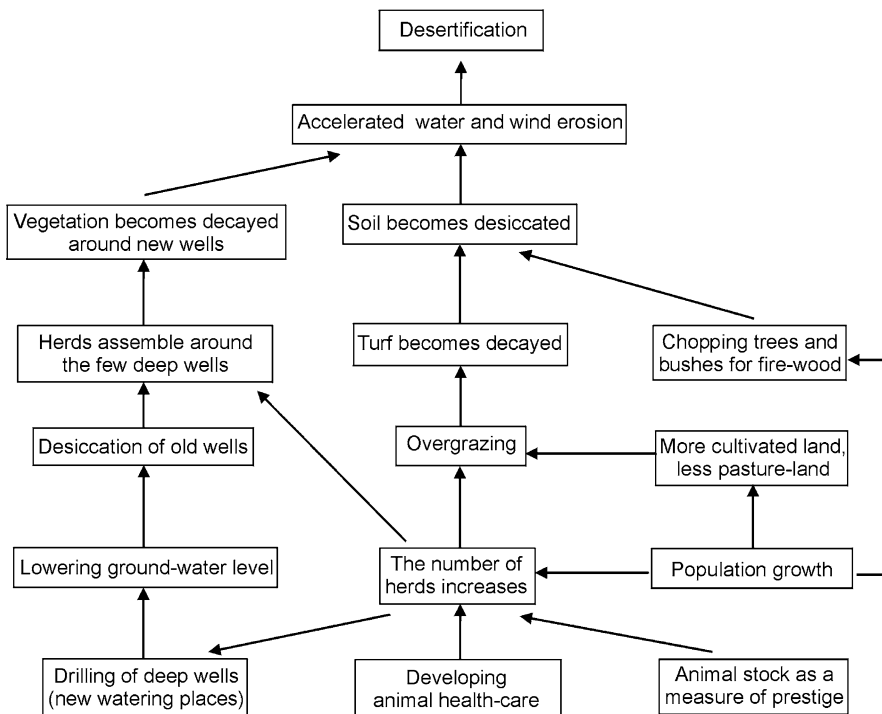 Desertification
Accelerated water and wind erosion
Vegetation becomes decayed
around new wells
Soil becomes desiccated
Herds assemble around
the few deep wells
Turf becomes decayed
Chopping trees and
bushes for fire-wood
Desiccation of old wells
Overgrazing
More cultivated land,
less pasture-land
Lowering ground-water level
The number of
herds increases
Population growth
Drilling of deep wells
(new watering places)
Developing
animal health-care
Animal stock as a
measure of prestige